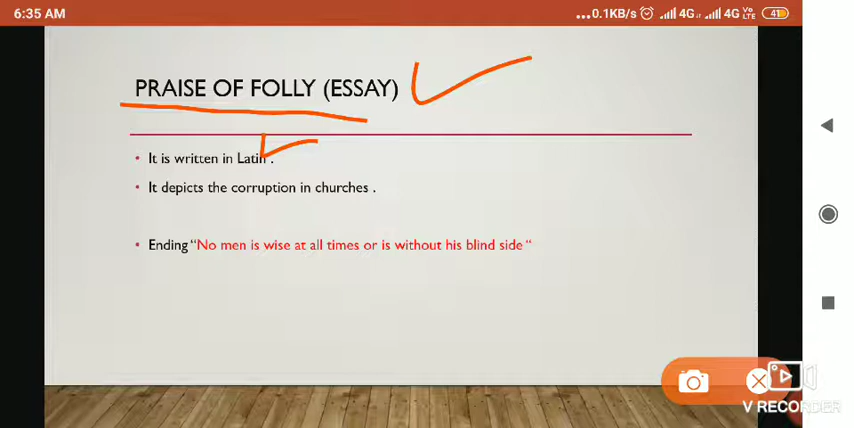 6:35 AM
...0.1KB/s 4G 4G Vo LTE 41
PRAISE OF FOLLY (ESSAY)
• It is written in Latin .
• It depicts the corruption in churches .
• Ending “No men is wise at all times or is without his blind side “
V RECORDER